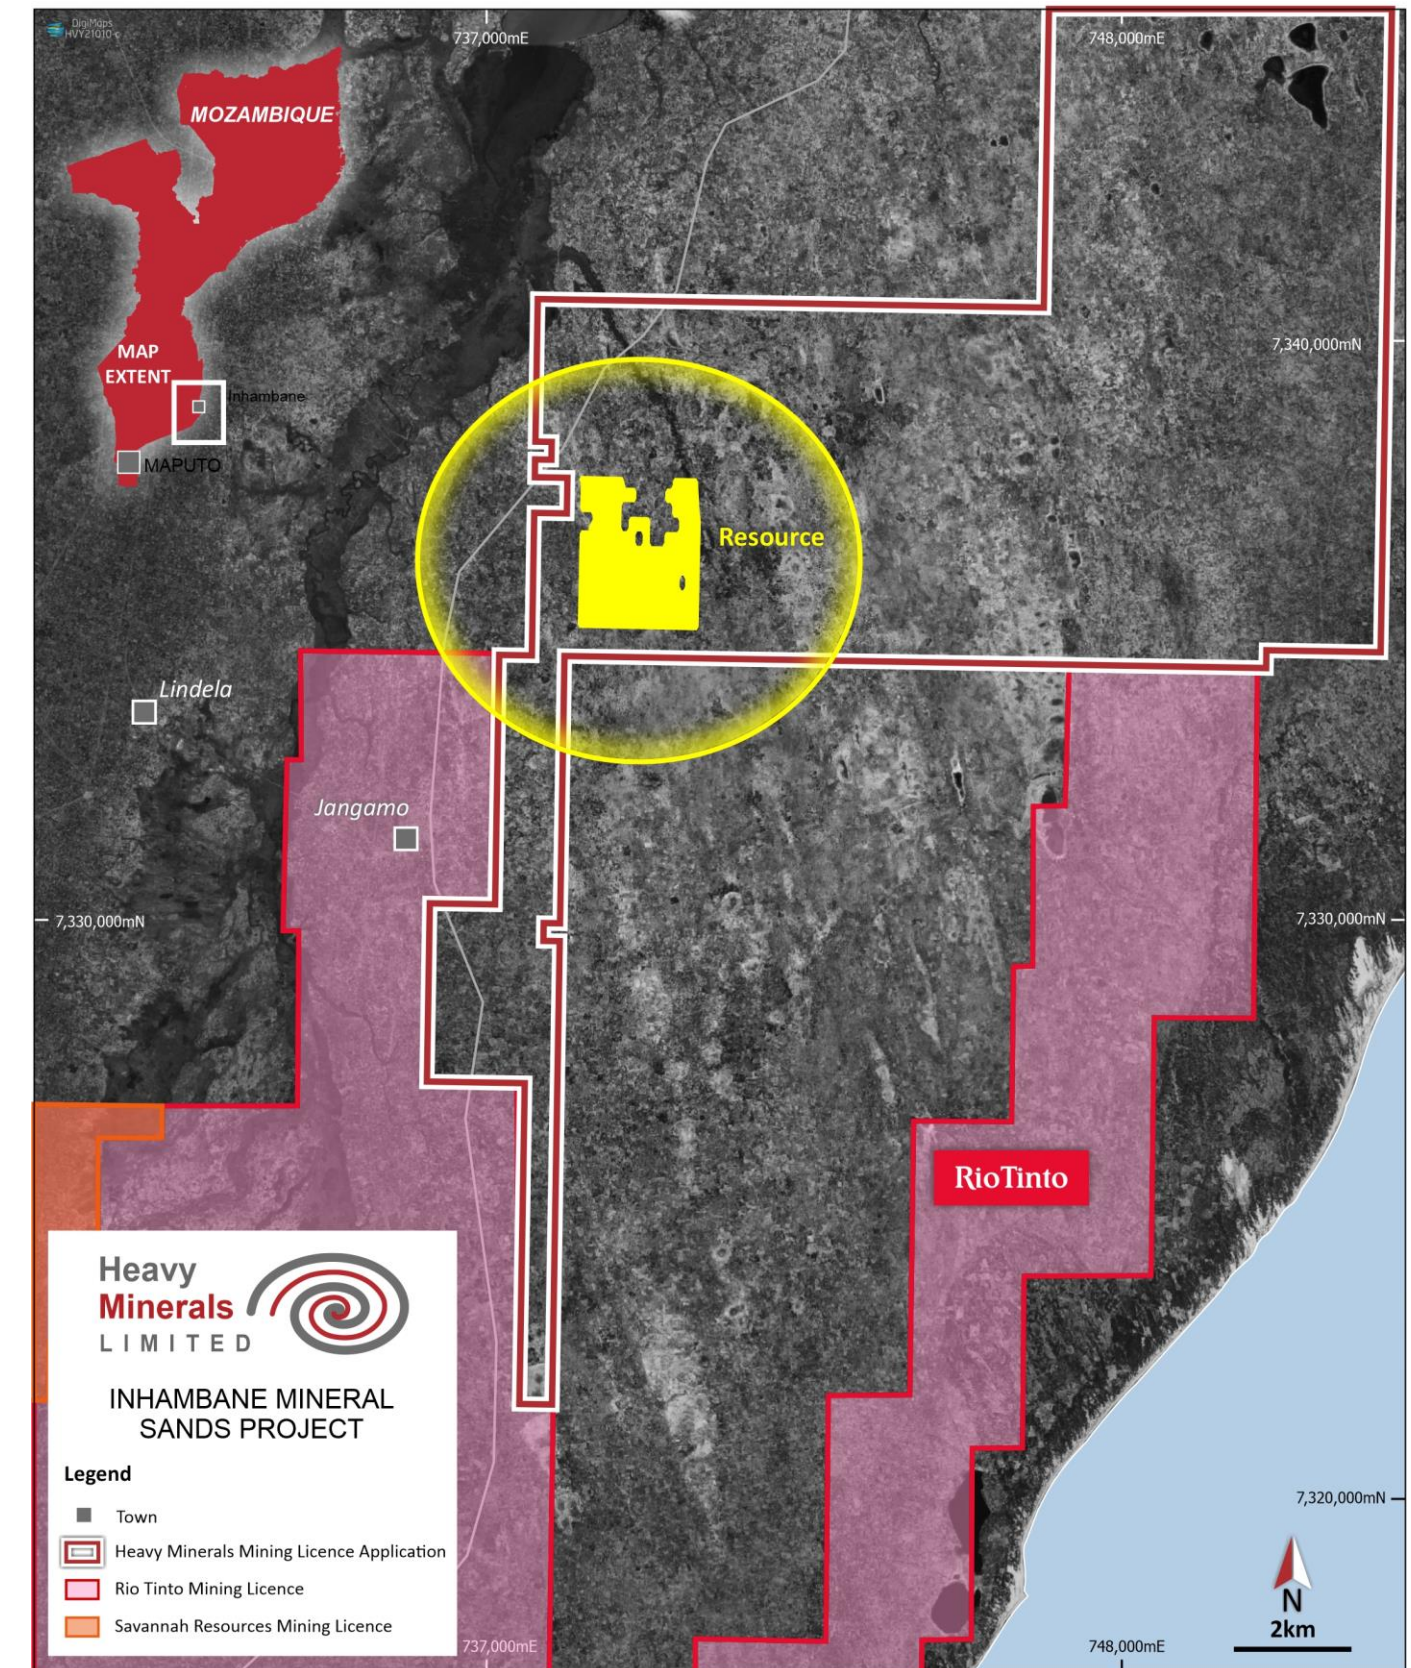 DigiMaps
HVY21010 ©
737,000mE
748,000mE
MOZAMBIQUE
7,340,000mN
MAP
EXTENT
Inhambane
MAPUTO
Resource
Lindela
Jangamo
7,330,000mN
7,330,000mN
RioTinto
Heavy
Minerals
LIMITED
INHAMBANE MINERAL
SANDS PROJECT
Legend
Town
Heavy Minerals Mining Licence Application
Rio Tinto Mining Licence
Savannah Resources Mining Licence
7,320,000mN
N
2km
737,000mE
748,000mE